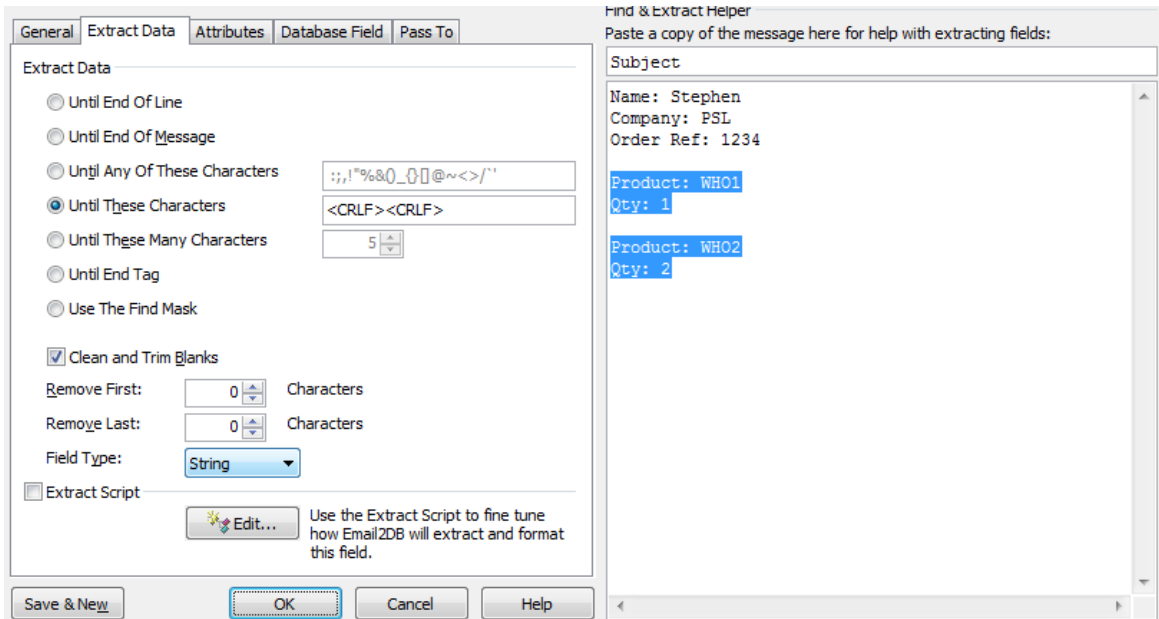 General Extract Data Attributes Database Field Pass To
Extract Data
Until End Of Line
Until End Of Message
Until Any Of These Characters :;,!"%&()_{}[]@~<>/`'
Until These Characters <CRLF><CRLF>
Until These Many Characters 5
Until End Tag
Use The Find Mask
Clean and Trim Blanks
Remove First: 0 Characters
Remove Last: 0 Characters
Field Type: String
Extract Script
Edit... Use the Extract Script to fine tune
how Email2DB will extract and format
this field.
Save & New OK Cancel Help
Find & Extract Helper
Paste a copy of the message here for help with extracting fields:
Subject
Name: Stephen
Company: PSL
Order Ref: 1234
Product: WHO1
Qty: 1
Product: WHO2
Qty: 2